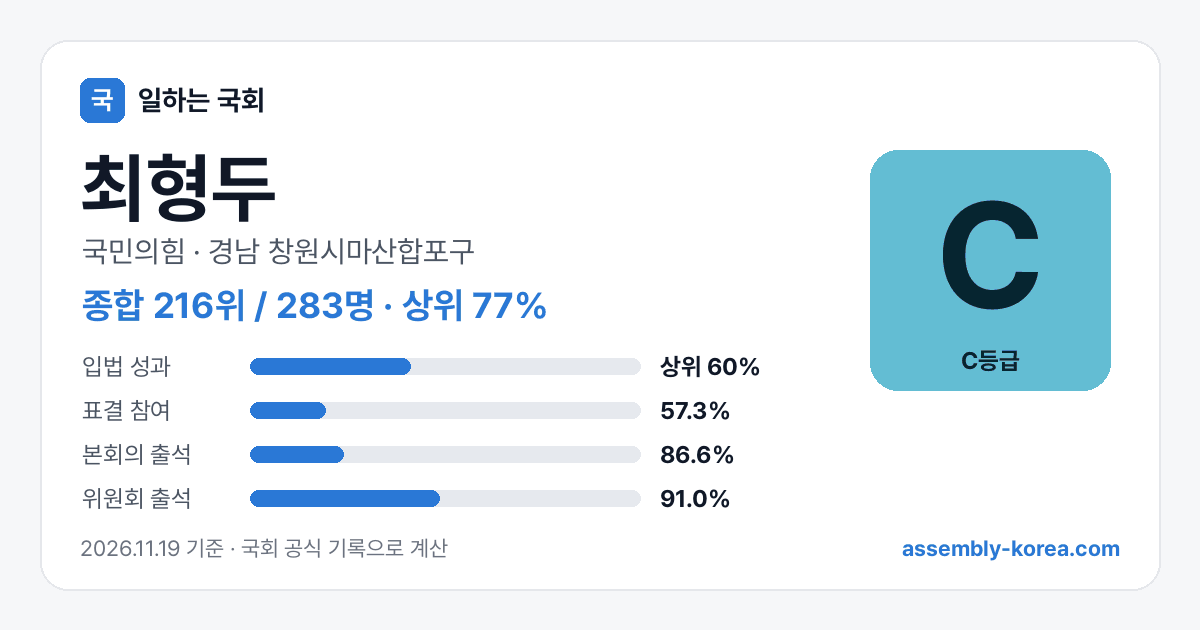 국 일하는 국회
최형두
국민의힘 · 경남 창원시마산합포구
종합 216위 / 283명 · 상위 77%
C
C등급
입법 성과 상위 60%
표결 참여 57.3%
본회의 출석 86.6%
위원회 출석 91.0%
2026.11.19 기준 · 국회 공식 기록으로 계산
assembly-korea.com